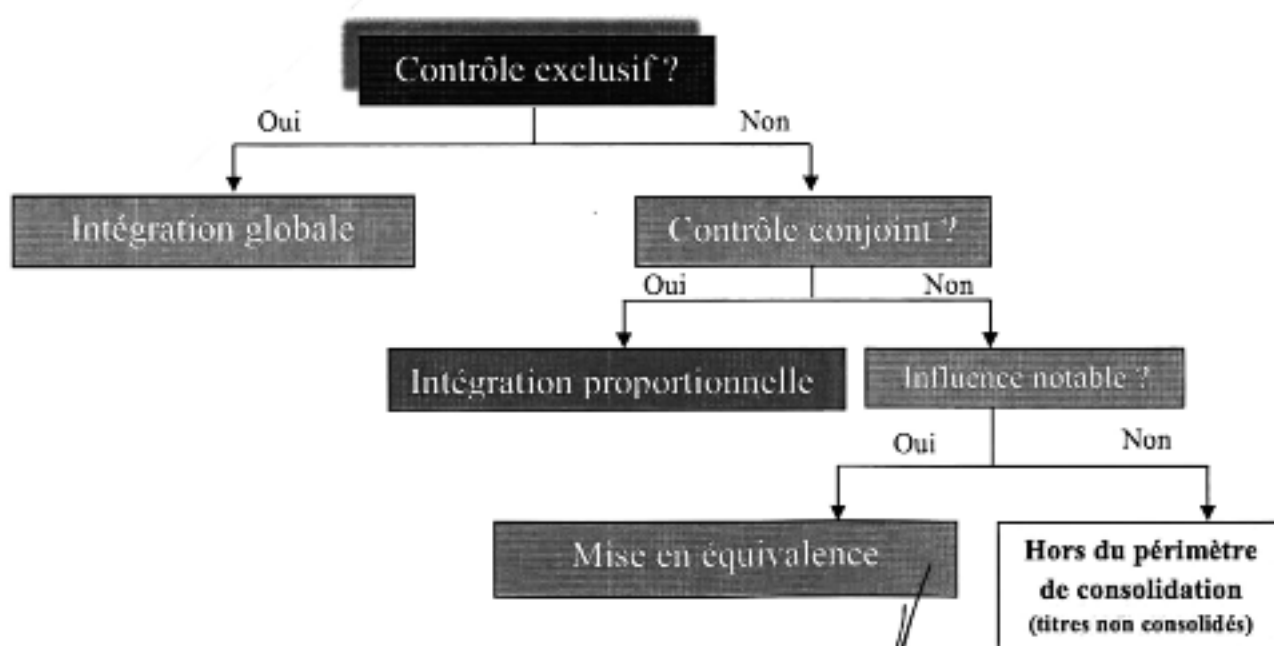 Contrôle exclusif ?
Oui
Non
Intégration globale
Contrôle conjoint ?
Oui
Non
Intégration proportionnelle
Influence notable ?
Oui
Non
Mise en équivalence
Hors du périmètre
de consolidation
(titres non consolidés)